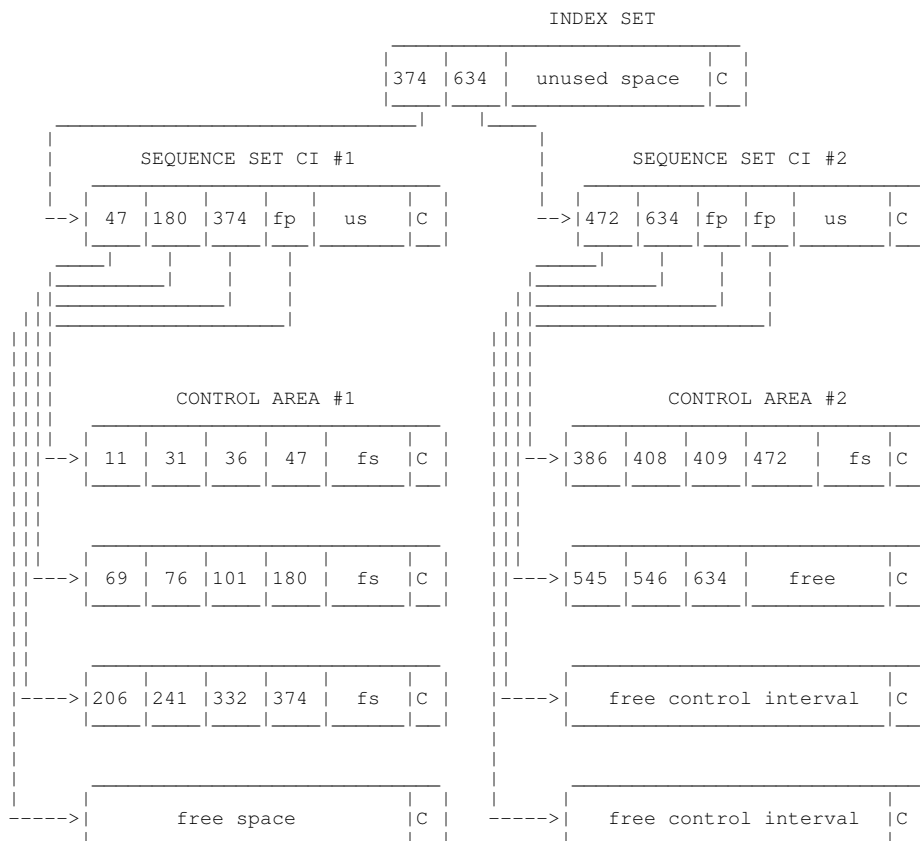 INDEX SET
374 634 unused space C
SEQUENCE SET CI #1 SEQUENCE SET CI #2
47 180 374 fp us C 472 634 fp fp us C
CONTROL AREA #1 CONTROL AREA #2
11 31 36 47 fs C 386 408 409 472 fs C
69 76 101 180 fs C 545 546 634 free C
206 241 332 374 fs C free control interval C
free space C free control interval C